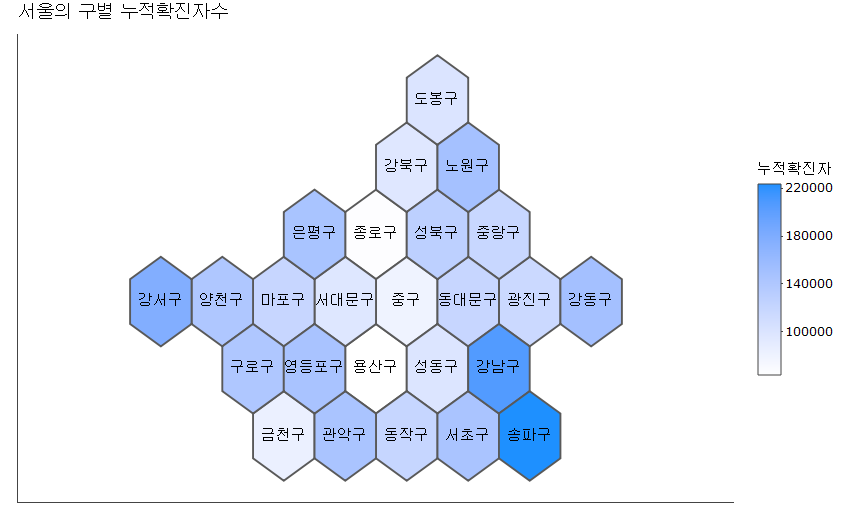 서울의 구별 누적확진자수
도봉구
강북구 노원구
은평구 종로구 성북구 중랑구
강서구 양천구 마포구 서대문구 중구 동대문구 광진구 강동구
구로구 영등포구 용산구 성동구 강남구
금천구 관악구 동작구 서초구 송파구
누적확진자
220000
180000
140000
100000